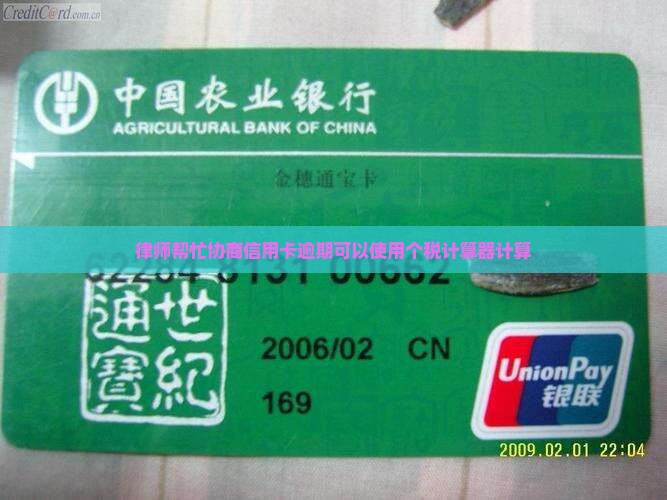 CreditCard.com.cn
中国农业银行
AGRICULTURAL BANK OF CHINA
金穗通宝卡
律师帮忙协商信用卡逾期可以使用个税计算器计算
世紀
通寶
2006/02 CN
169
UnionPay
银联
2009.02.01 22:04